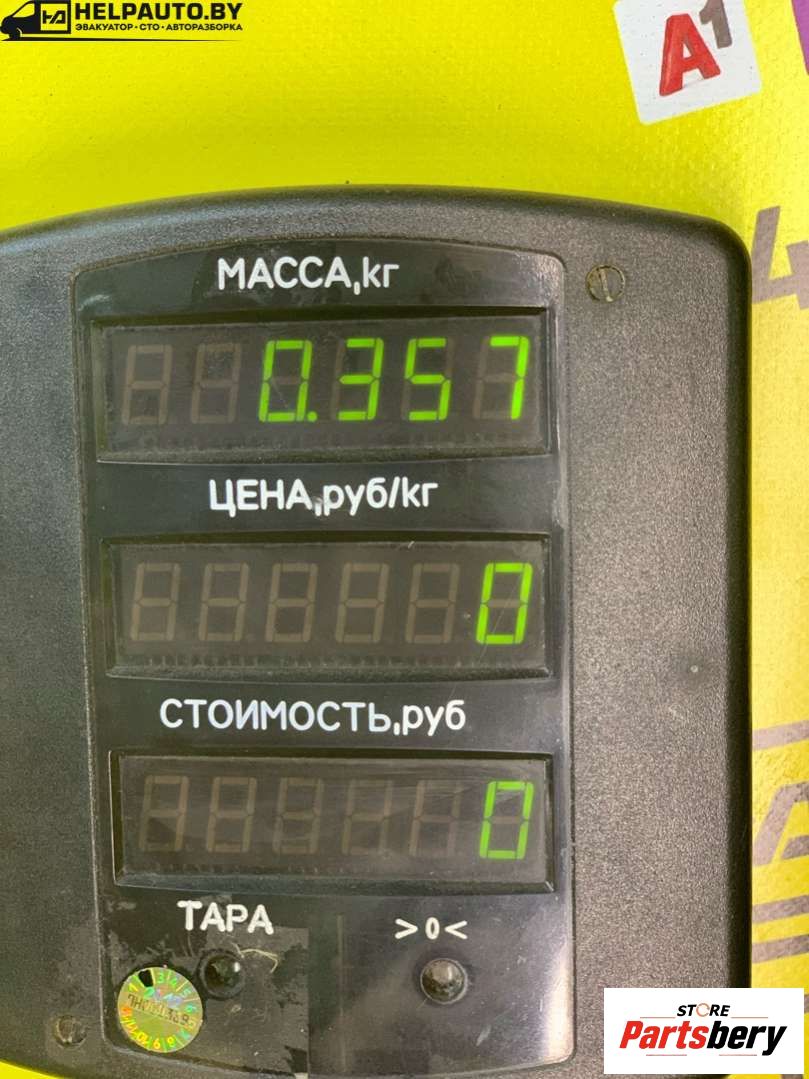 HELPAUTO.BY
ЭВАКУАТОР·СТО·АВТОРАЗБОРКА
A1
МАССА,кг
0.357
ЦЕНА,руб/кг
0
СТОИМОСТЬ,руб
0
ТАРА >0<
STORE
Partsbery